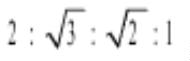 2 : √3 : √2 : 1